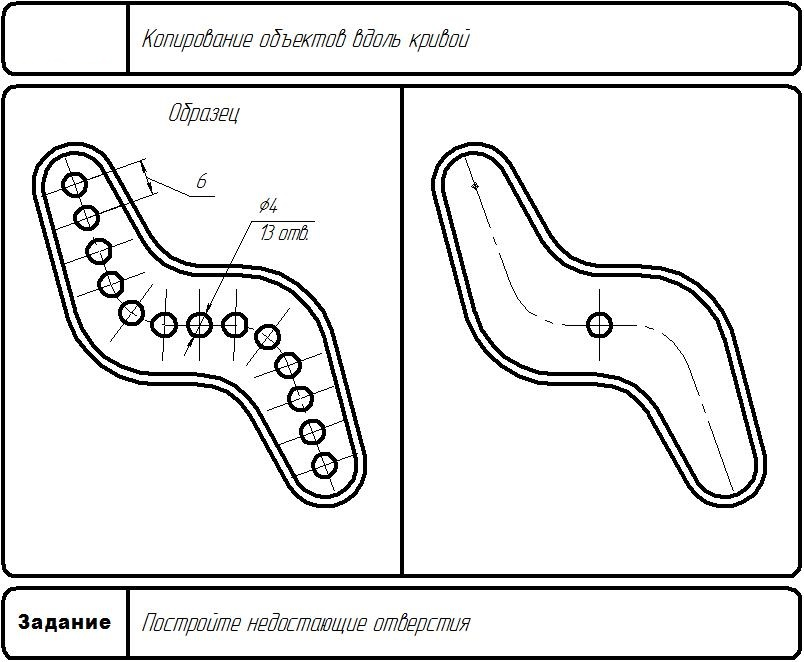 Копирование объектов вдоль кривой
Образец
6
ϕ4
13 отв.
Задание
Постройте недостающие отверстия